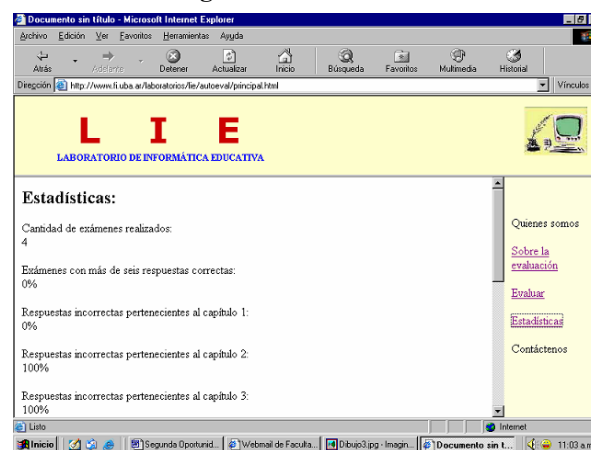 Documento sin título - Microsoft Internet Explorer
Archivo Edición Ver Favoritos Herramientas Ayuda
Atrás Adelante Detener Actualizar Inicio Búsqueda Favoritos Multimedia Historial
Dirección http://www.fi.uba.ar/laboratorios/lie/autoeval/principal.html Vínculos
L I E
LABORATORIO DE INFORMÁTICA EDUCATIVA
Estadísticas:
Cantidad de exámenes realizados:
4
Exámenes con más de seis respuestas correctas:
0%
Respuestas incorrectas pertenecientes al capítulo 1:
0%
Respuestas incorrectas pertenecientes al capítulo 2:
100%
Respuestas incorrectas pertenecientes al capítulo 3:
100%
Quienes somos
Sobre la
evaluación
Evaluar
Estadísticas
Contáctenos
Listo Internet
Inicio Segunda Oportunid... Webmail de Faculta... Dibujo3.jpg - Imagin... Documento sin t... 11:03 a.m